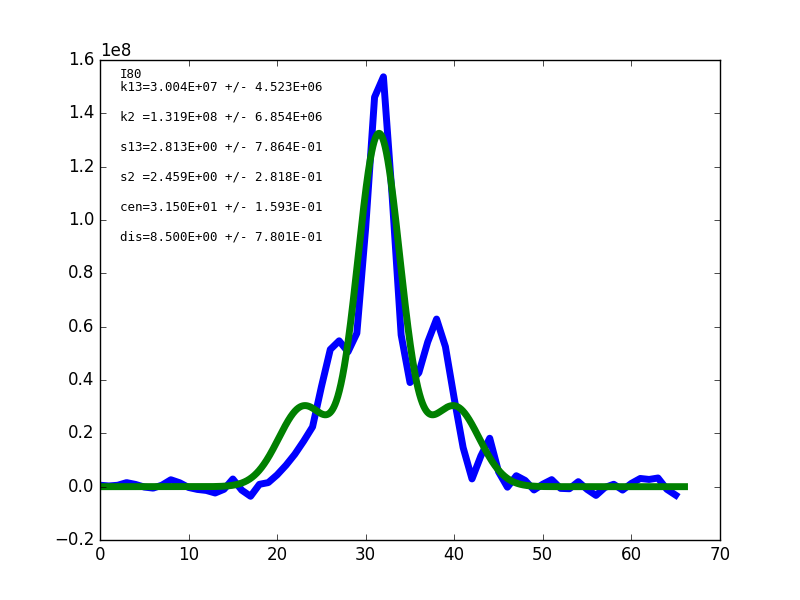 1e8
1.6
1.4
1.2
1.0
0.8
0.6
0.4
0.2
0.0
−0.2
I80
k13=3.004E+07 +/- 4.523E+06
k2 =1.319E+08 +/- 6.854E+06
s13=2.813E+00 +/- 7.864E-01
s2 =2.459E+00 +/- 2.818E-01
cen=3.150E+01 +/- 1.593E-01
dis=8.500E+00 +/- 7.801E-01
0 10 20 30 40 50 60 70